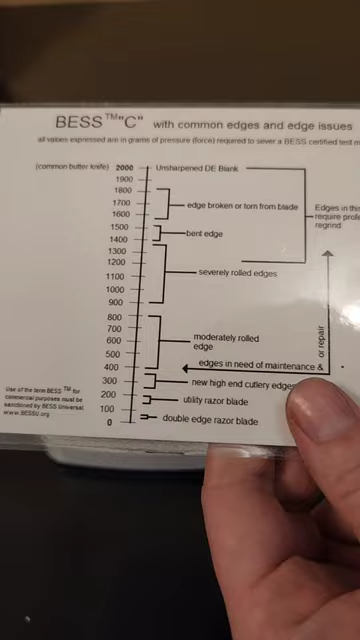 BESS™"C" with common edges and edge issues
all values expressed are in grams of pressure (force) required to sever a BESS certified test m
(common butter knife) 2000 Unsharpened DE Blank
1900
1800
1700 edge broken or torn from blade
1600
1500 bent edge
1400
1300
1200
1100 severely rolled edges
1000
900
800
700
600 moderately rolled
edge
500
400 edges in need of maintenance &
or repair
300 new high end cutlery edges
200 utility razor blade
100
0 double edge razor blade
Edges in this
require profe
regrind
Use of the term BESS™ for
commercial purposes must be
sanctioned by BESS Universal
www.BESSU.org